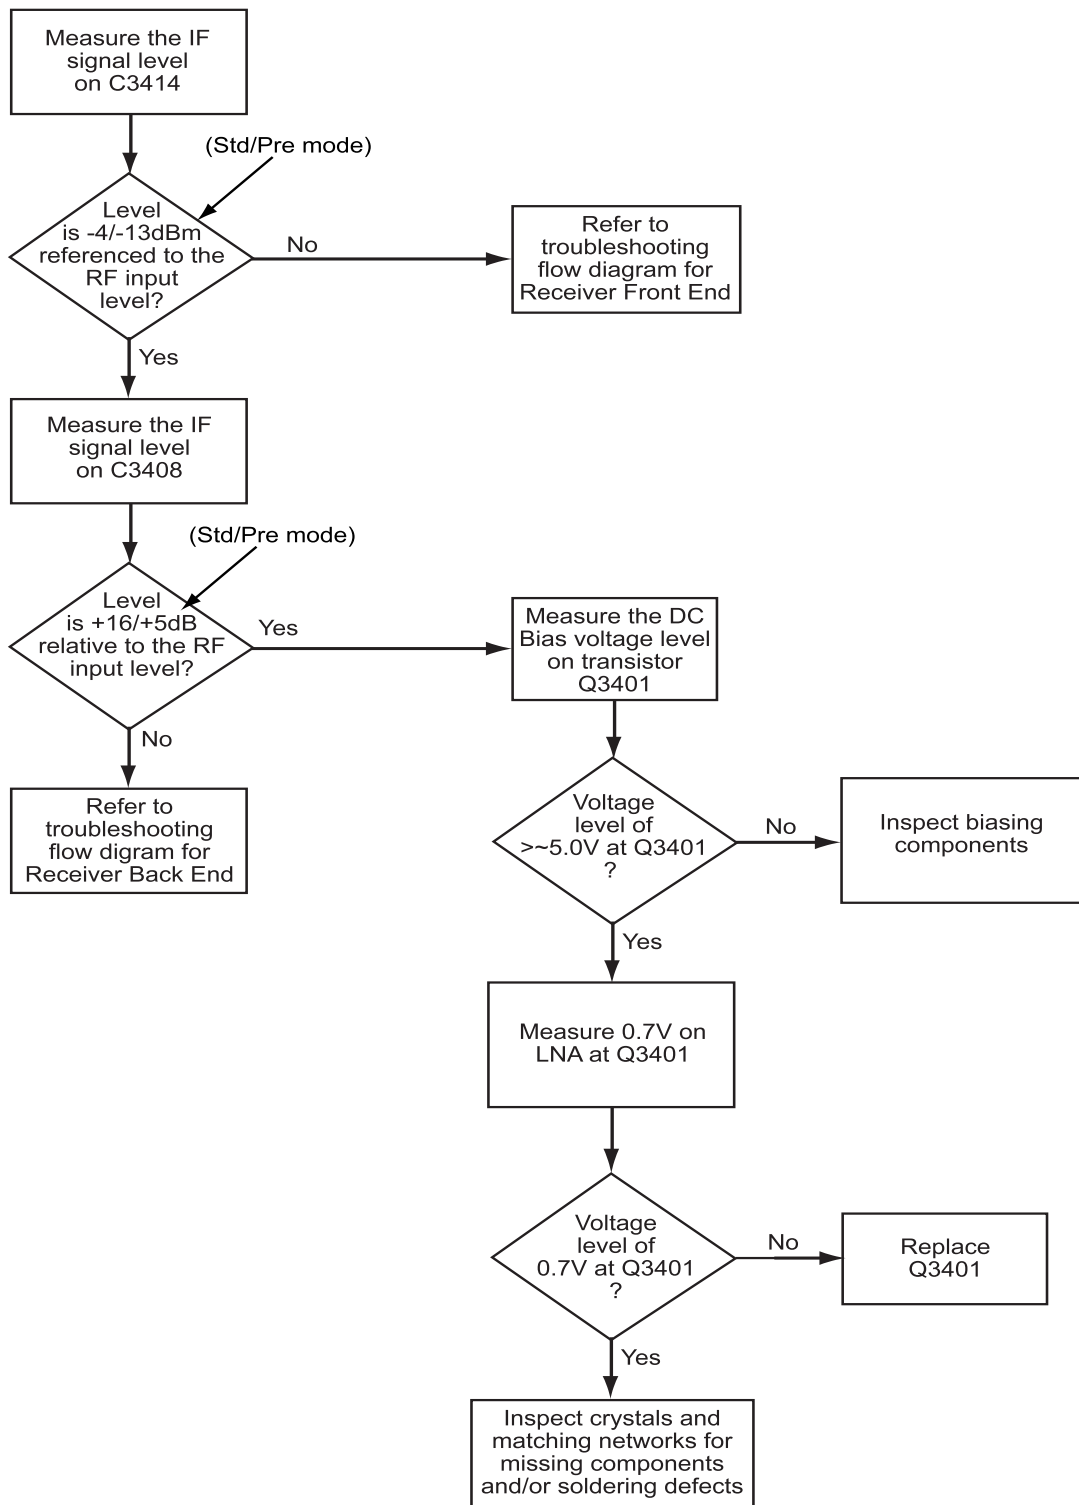 Measure the IF
signal level
on C3414
(Std/Pre mode)
Level
is -4/-13dBm
referenced to the
RF input
level?
No
Refer to
troubleshooting
flow diagram for
Receiver Front End
Yes
Measure the IF
signal level
on C3408
(Std/Pre mode)
Level
is +16/+5dB
relative to the RF
input level?
Yes
Measure the DC
Bias voltage level
on transistor
Q3401
No
Refer to
troubleshooting
flow digram for
Receiver Back End
Voltage
level of
>~5.0V at Q3401
?
No
Inspect biasing
components
Yes
Measure 0.7V on
LNA at Q3401
Voltage
level of
0.7V at Q3401
?
No
Replace
Q3401
Yes
Inspect crystals and
matching networks for
missing components
and/or soldering defects